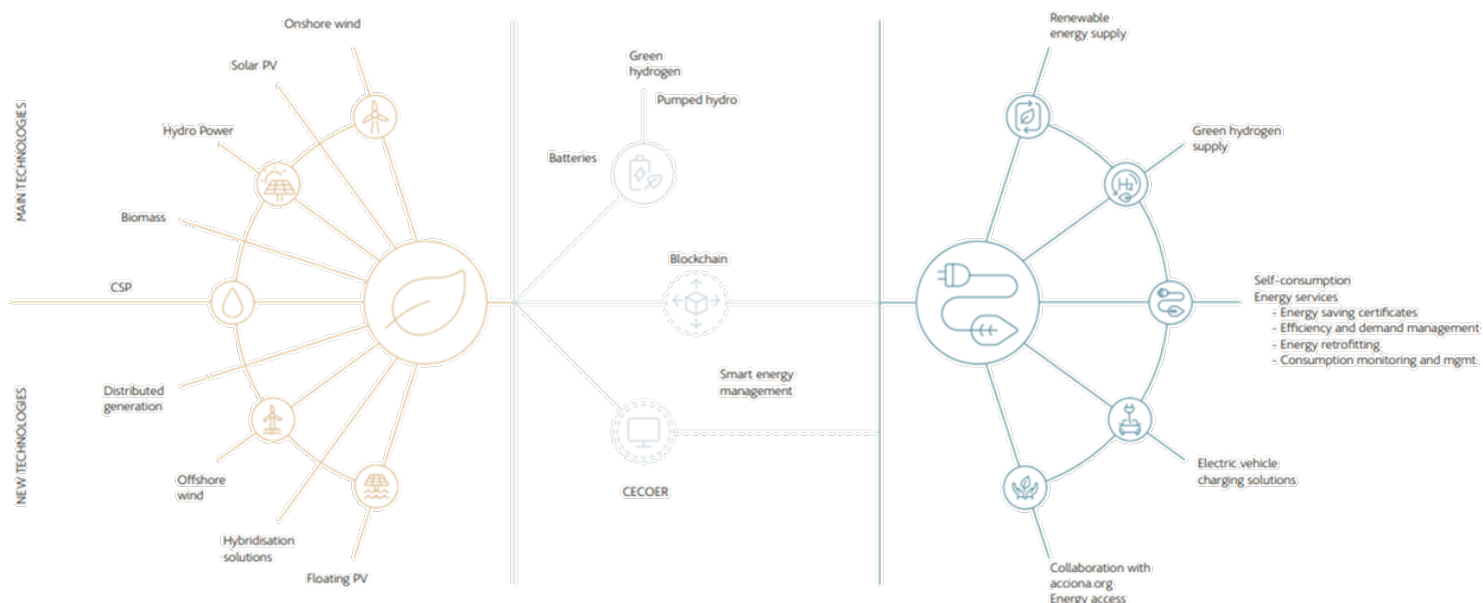 Onshore wind
Solar PV
Hydro Power
Biomass
CSP
Distributed
generation
Offshore
wind
Hybridisation
solutions
Floating PV
MAIN TECHNOLOGIES
NEW TECHNOLOGIES
Green
hydrogen
Pumped hydro
Batteries
Blockchain
Smart energy
management
CECOER
Renewable
energy supply
Green hydrogen
supply
H2
Self-consumption
Energy services
- Energy saving certificates
- Efficiency and demand management
- Energy retrofitting
- Consumption monitoring and mgmt.
Electric vehicle
charging solutions
Collaboration with
acciona.org
Energy access